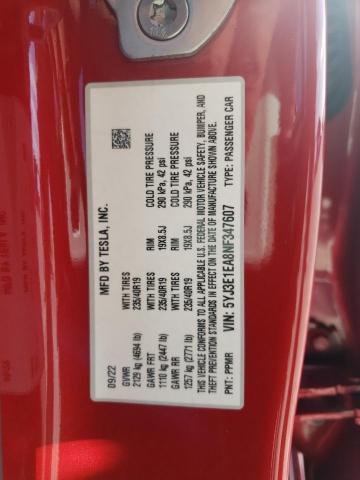 MFD BY TESLA, INC.
09/22
GVWR WITH TIRES RIM COLD TIRE PRESSURE
2129 kg (4694 lb) 235/40R19 19X8.5J 290 kPa, 42 psi
GAWR FRT WITH TIRES RIM COLD TIRE PRESSURE
1110 kg (2447 lb) 235/40R19 19X8.5J 290 kPa, 42 psi
GAWR RR
1257 kg (2771 lb)
THIS VEHICLE CONFORMS TO ALL APPLICABLE U.S. FEDERAL MOTOR VEHICLE SAFETY, BUMPER, AND
THEFT PREVENTION STANDARDS IN EFFECT ON THE DATE OF MANUFACTURE SHOWN ABOVE.
VIN: 5YJ3E1EA8NF347607
PNT: PPMR TYPE: PASSENGER CAR